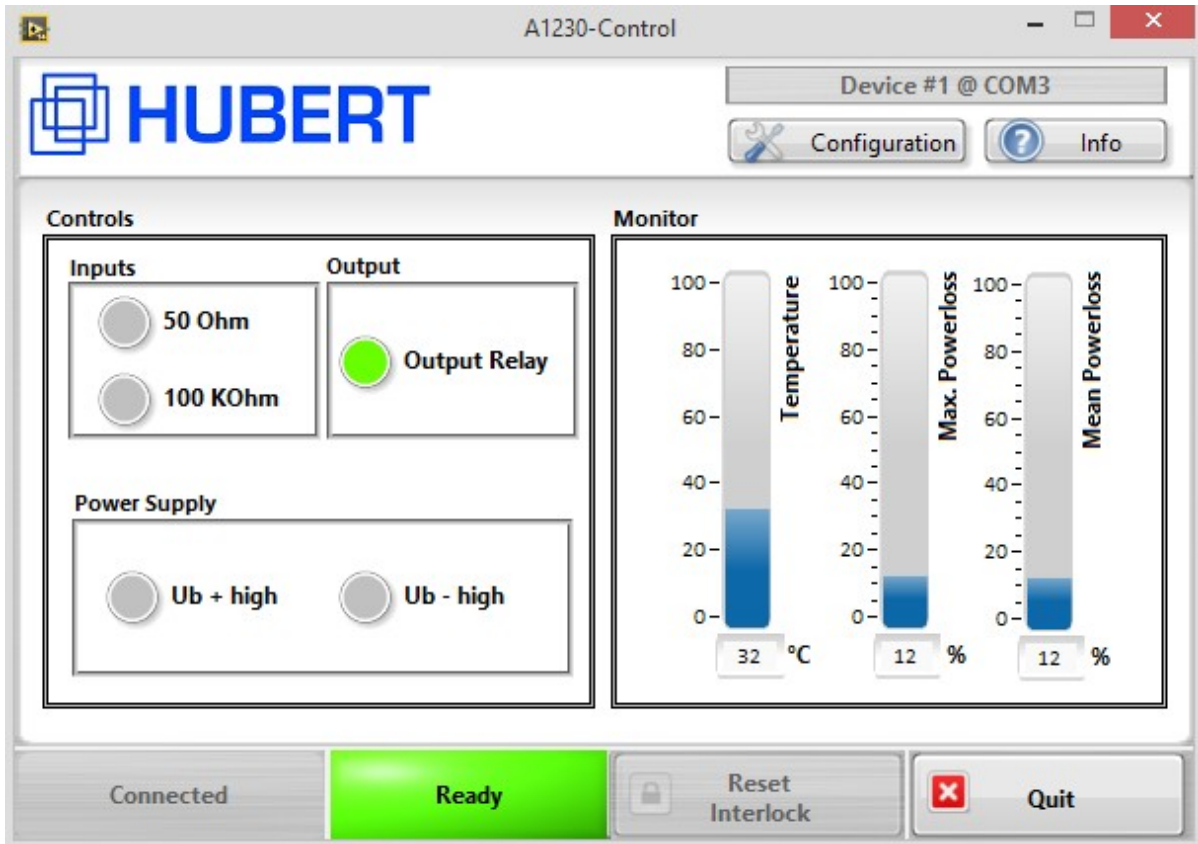 A1230-Control
HUBERT
Device #1 @ COM3
Configuration
Info
Controls
Inputs
50 Ohm
100 KOhm
Output
Output Relay
Power Supply
Ub + high
Ub - high
Monitor
100
80
60
40
20
0
Temperature
32 °C
100
80
60
40
20
0
Max. Powerloss
12 %
100
80
60
40
20
0
Mean Powerloss
12 %
Connected
Ready
Reset
Interlock
Quit